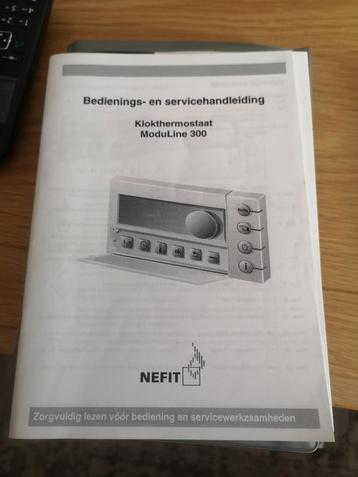 Bedienings- en servicehandleiding
Klokthermostaat
ModuLine 300
NEFIT
Zorgvuldig lezen vóór bediening en servicewerkzaamheden